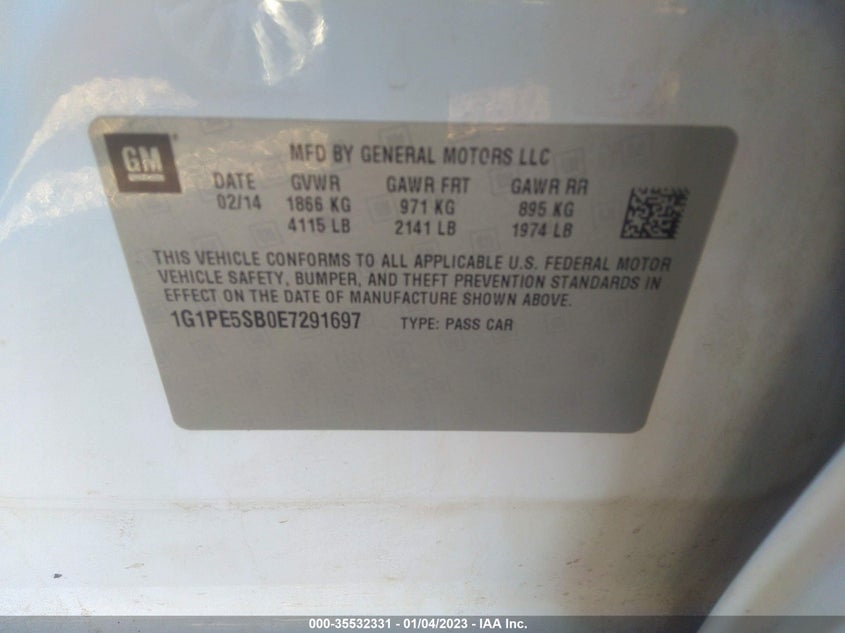 GM
MFD BY GENERAL MOTORS LLC
DATE GVWR GAWR FRT GAWR RR
02/14 1866 KG 971 KG 895 KG
4115 LB 2141 LB 1974 LB
THIS VEHICLE CONFORMS TO ALL APPLICABLE U.S. FEDERAL MOTOR
VEHICLE SAFETY, BUMPER, AND THEFT PREVENTION STANDARDS IN
EFFECT ON THE DATE OF MANUFACTURE SHOWN ABOVE.
1G1PE5SB0E7291697 TYPE: PASS CAR
000-35532331 - 01/04/2023 - IAA Inc.